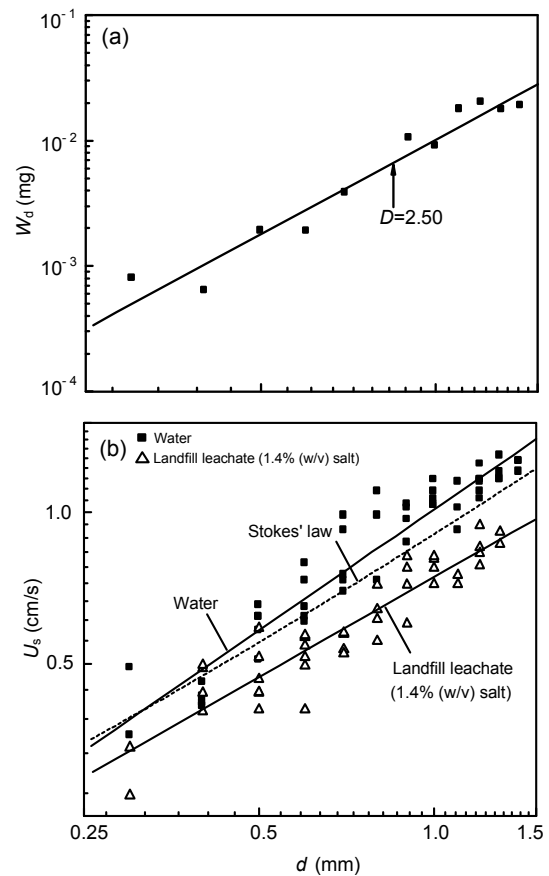 (a)
10⁻¹
10⁻²
10⁻³
10⁻⁴
W_d (mg)
D=2.50
(b)
Water
Landfill leachate (1.4% (w/v) salt)
1.0
0.5
U_s (cm/s)
Stokes' law
Water
Landfill leachate
(1.4% (w/v) salt)
0.25
0.5
1.0
1.5
d (mm)